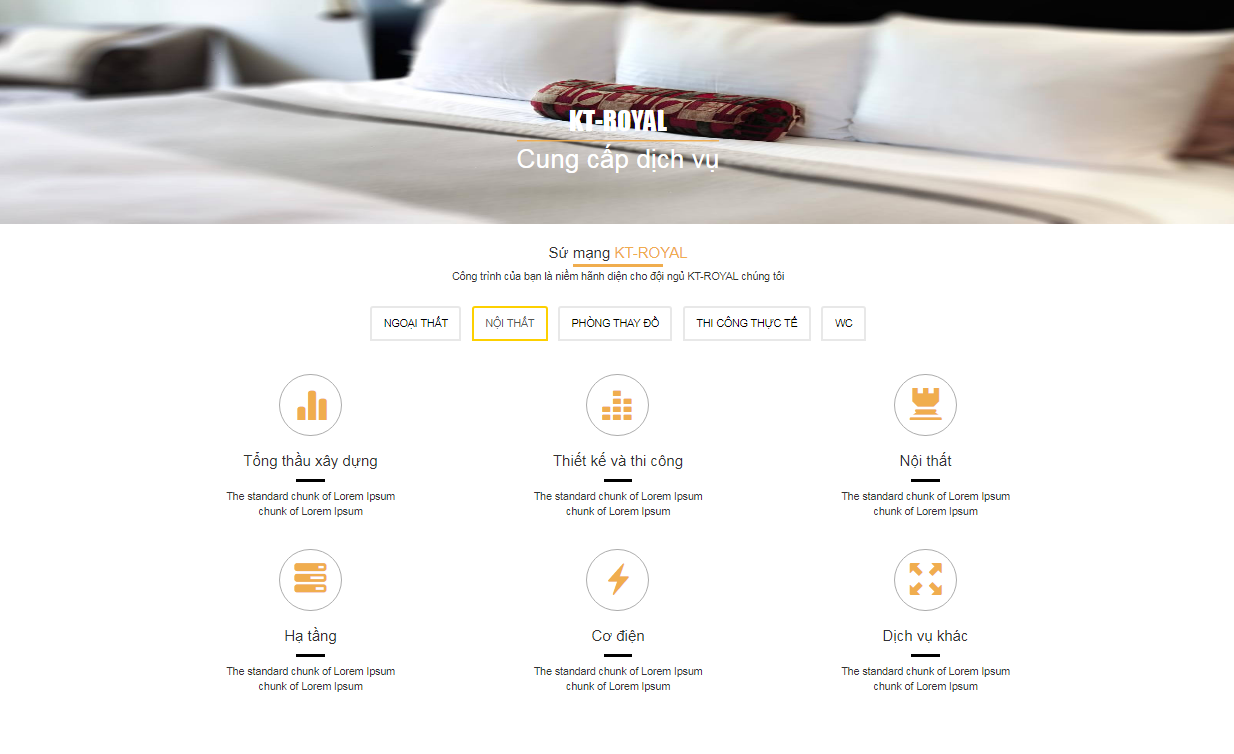 KT-ROYAL
Cung cấp dịch vụ
Sứ mạng KT-ROYAL
Công trình của bạn là niềm hãnh diện cho đội ngủ KT-ROYAL chúng tôi
NGOẠI THẤT NỘI THẤT PHÒNG THAY ĐỒ THI CÔNG THỰC TẾ WC
Tổng thầu xây dựng
The standard chunk of Lorem Ipsum
chunk of Lorem Ipsum
Thiết kế và thi công
The standard chunk of Lorem Ipsum
chunk of Lorem Ipsum
Nội thất
The standard chunk of Lorem Ipsum
chunk of Lorem Ipsum
Hạ tầng
The standard chunk of Lorem Ipsum
chunk of Lorem Ipsum
Cơ điện
The standard chunk of Lorem Ipsum
chunk of Lorem Ipsum
Dịch vụ khác
The standard chunk of Lorem Ipsum
chunk of Lorem Ipsum